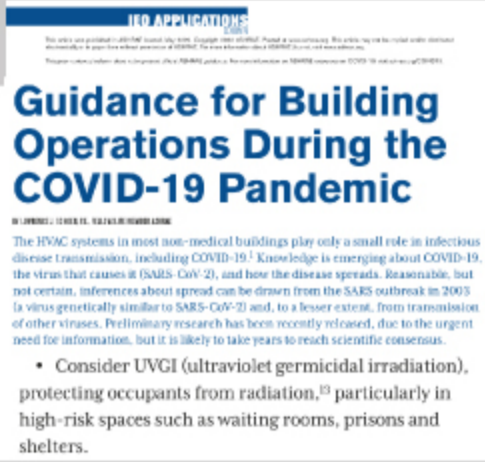 IEQ APPLICATIONS
Guidance for Building
Operations During the
COVID-19 Pandemic
The HVAC systems in most non-medical buildings play only a small role in infectious
disease transmission, including COVID-19.1 Knowledge is emerging about COVID-19,
the virus that causes it (SARS-CoV-2), and how the disease spreads. Reasonable, but
not certain, inferences about spread can be drawn from the SARS outbreak in 2003
(a virus genetically similar to SARS-CoV-2) and, to a lesser extent, from transmission
of other viruses. Preliminary research has been recently released, due to the urgent
need for information, but it is likely to take years to reach scientific consensus.
• Consider UVGI (ultraviolet germicidal irradiation),
protecting occupants from radiation,19 particularly in
high-risk spaces such as waiting rooms, prisons and
shelters.